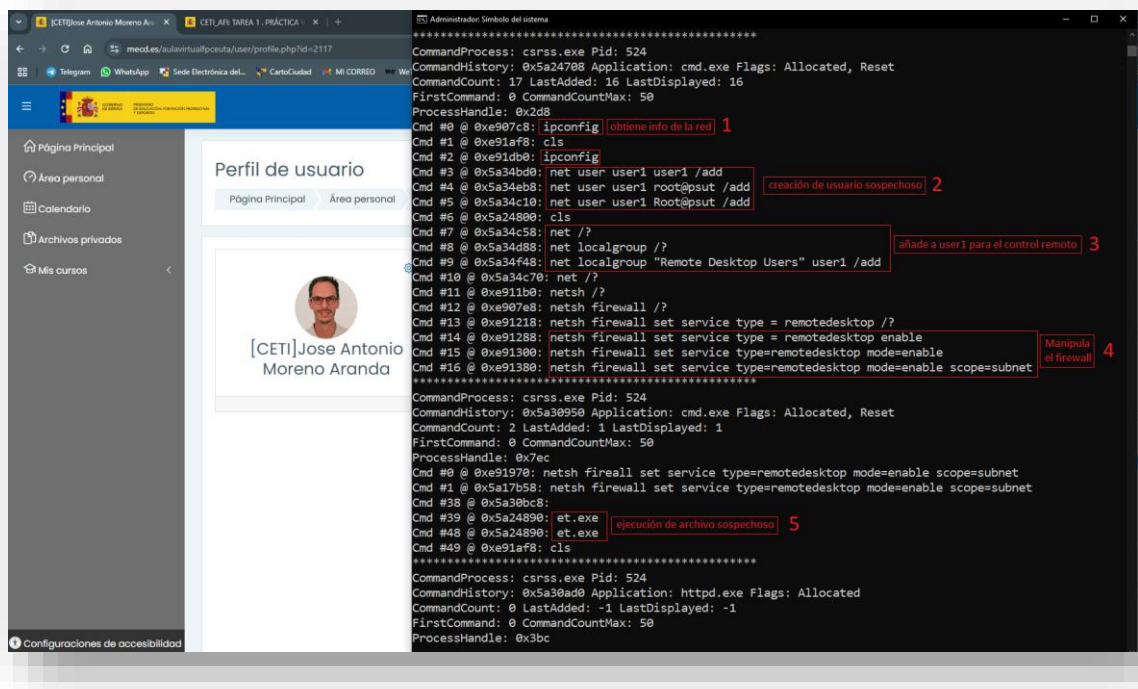 [CETI]Jose Antonio Moreno Ara
CETI_AFI: TAREA 1. PRÁCTICA
mecd.es/aulavirtualfpceuta/user/profile.php?id=2117
Telegram
WhatsApp
Sede Electrónica del...
CartoCiudad
MI CORREO
We
Página Principal
Área personal
Calendario
Archivos privados
Mis cursos
Configuraciones de accesibilidad
Perfil de usuario
Página Principal
Área personal
[CETI]Jose Antonio
Moreno Aranda
Administrador: Símbolo del sistema
**************************************************
CommandProcess: csrss.exe Pid: 524
CommandHistory: 0x5a24708 Application: cmd.exe Flags: Allocated, Reset
CommandCount: 17 LastAdded: 16 LastDisplayed: 16
FirstCommand: 0 CommandCountMax: 50
ProcessHandle: 0x2d8
Cmd #0 @ 0xe907c8: ipconfig obtiene info de la red 1
Cmd #1 @ 0xe91af8: cls
Cmd #2 @ 0xe91db0: ipconfig
Cmd #3 @ 0x5a34bd0: net user user1 user1 /add
Cmd #4 @ 0x5a34eb8: net user user1 root@psut /add creación de usuario sospechoso 2
Cmd #5 @ 0x5a34c10: net user user1 Root@psut /add
Cmd #6 @ 0x5a24800: cls
Cmd #7 @ 0x5a34c58: net /?
Cmd #8 @ 0x5a34d88: net localgroup /? añade a user1 para el control remoto 3
Cmd #9 @ 0x5a34f48: net localgroup "Remote Desktop Users" user1 /add
Cmd #10 @ 0x5a34c70: net /?
Cmd #11 @ 0xe911b0: netsh /?
Cmd #12 @ 0xe907e8: netsh firewall /?
Cmd #13 @ 0xe91218: netsh firewall set service type = remotedesktop /?
Cmd #14 @ 0xe91288: netsh firewall set service type = remotedesktop enable
Cmd #15 @ 0xe91300: netsh firewall set service type=remotedesktop mode=enable
Cmd #16 @ 0xe91380: netsh firewall set service type=remotedesktop mode=enable scope=subnet
Manipula
el firewall 4
**************************************************
CommandProcess: csrss.exe Pid: 524
CommandHistory: 0x5a30950 Application: cmd.exe Flags: Allocated, Reset
CommandCount: 2 LastAdded: 1 LastDisplayed: 1
FirstCommand: 0 CommandCountMax: 50
ProcessHandle: 0x7ec
Cmd #0 @ 0xe91970: netsh fireall set service type=remotedesktop mode=enable scope=subnet
Cmd #1 @ 0x5a17b58: netsh firewall set service type=remotedesktop mode=enable scope=subnet
Cmd #38 @ 0x5a30bc8:
Cmd #39 @ 0x5a24890: et.exe ejecución de archivo sospechoso 5
Cmd #48 @ 0x5a24890: et.exe
Cmd #49 @ 0xe91af8: cls
**************************************************
CommandProcess: csrss.exe Pid: 524
CommandHistory: 0x5a30ad0 Application: httpd.exe Flags: Allocated
CommandCount: 0 LastAdded: -1 LastDisplayed: -1
FirstCommand: 0 CommandCountMax: 50
ProcessHandle: 0x3bc